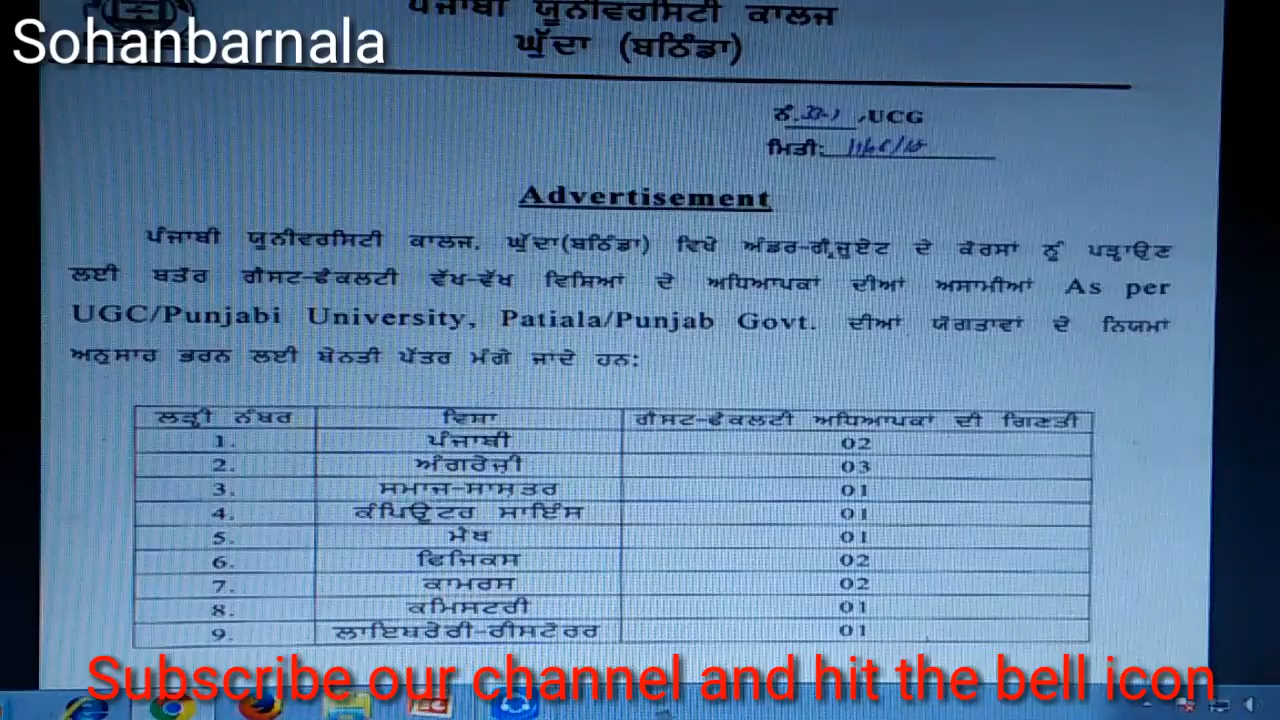 Sohanbarnala
ਪੰਜਾਬੀ ਯੂਨੀਵਰਸਿਟੀ ਕਾਲਜ
ਘੁੱਦਾ (ਬਠਿੰਡਾ)
ਨੰ. ,UCG
ਮਿਤੀ:
Advertisement
ਪੰਜਾਬੀ ਯੂਨੀਵਰਸਿਟੀ ਕਾਲਜ, ਘੁੱਦਾ(ਬਠਿੰਡਾ) ਵਿਖੇ ਅੰਡਰ-ਗ੍ਰੈਜੂਏਟ ਦੇ ਕੋਰਸਾਂ ਨੂੰ ਪੜ੍ਹਾਉਣ
ਲਈ ਬਤੌਰ ਗੈਸਟ-ਫੈਕਲਟੀ ਵੱਖ-ਵੱਖ ਵਿਸ਼ਿਆਂ ਦੇ ਅਧਿਆਪਕਾਂ ਦੀਆਂ ਅਸਾਮੀਆਂ As per
UGC/Punjabi University, Patiala/Punjab Govt. ਦੀਆਂ ਯੋਗਤਾਵਾਂ ਦੇ ਨਿਯਮਾਂ
ਅਨੁਸਾਰ ਭਰਨ ਲਈ ਬੇਨਤੀ ਪੱਤਰ ਮੰਗੇ ਜਾਂਦੇ ਹਨ:
ਲੜੀ ਨੰਬਰ ਵਿਸ਼ਾ ਗੈਸਟ-ਫੈਕਲਟੀ ਅਧਿਆਪਕਾਂ ਦੀ ਗਿਣਤੀ
1. ਪੰਜਾਬੀ 02
2. ਅੰਗਰੇਜ਼ੀ 03
3. ਸਮਾਜ-ਸਾਸ਼ਤਰ 01
4. ਕੰਪਿਊਟਰ ਸਾਇੰਸ 01
5. ਮੈਥ 01
6. ਫਿਜਿਕਸ 02
7. ਕਾਮਰਸ 02
8. ਕਮਿਸਟਰੀ 01
9. ਲਾਇਬਰੇਰੀ-ਰੀਸਟੋਰਰ 01
Subscribe our channel and hit the bell icon